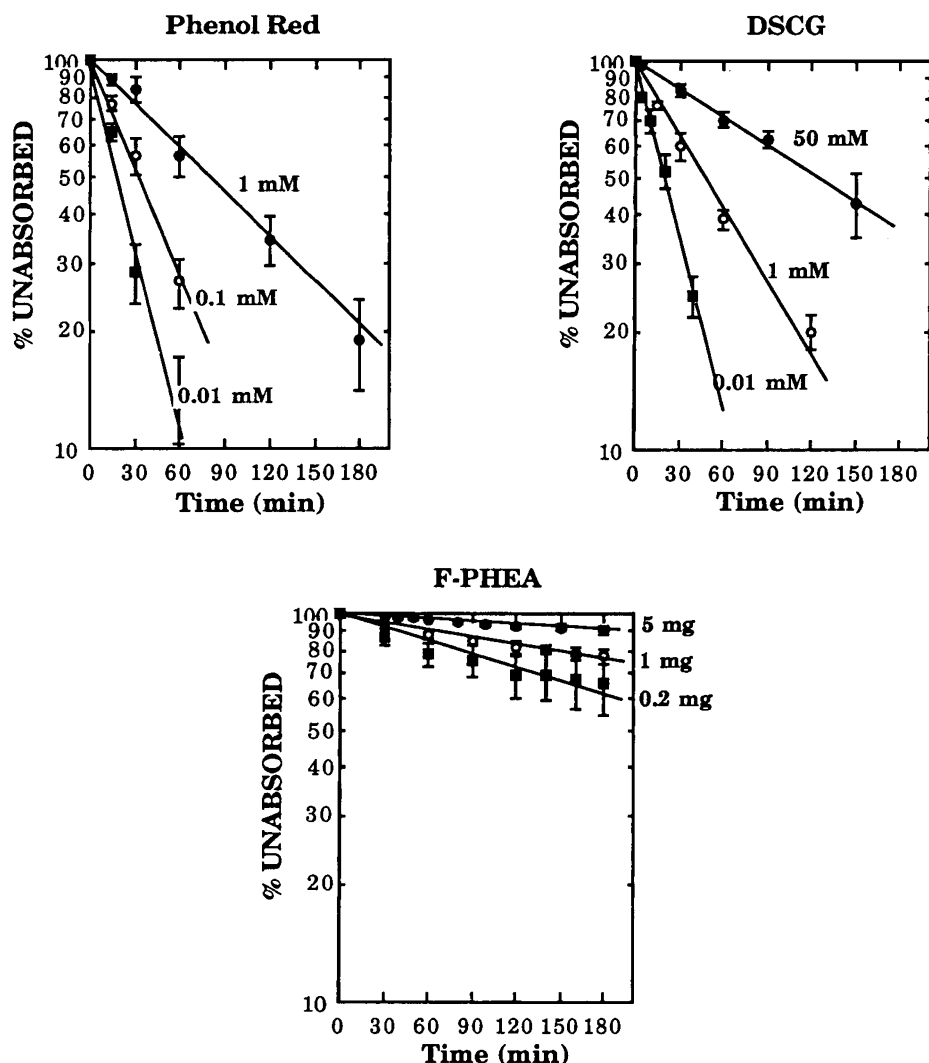 Phenol Red
% UNABSORBED
100
90
80
70
60
50
40
30
20
10
1 mM
0.1 mM
0.01 mM
0 30 60 90 120 150 180
Time (min)
DSCG
% UNABSORBED
100
90
80
70
60
50
40
30
20
10
50 mM
1 mM
0.01 mM
0 30 60 90 120 150 180
Time (min)
F-PHEA
% UNABSORBED
100
90
80
70
60
50
40
30
20
10
5 mg
1 mg
0.2 mg
0 30 60 90 120 150 180
Time (min)